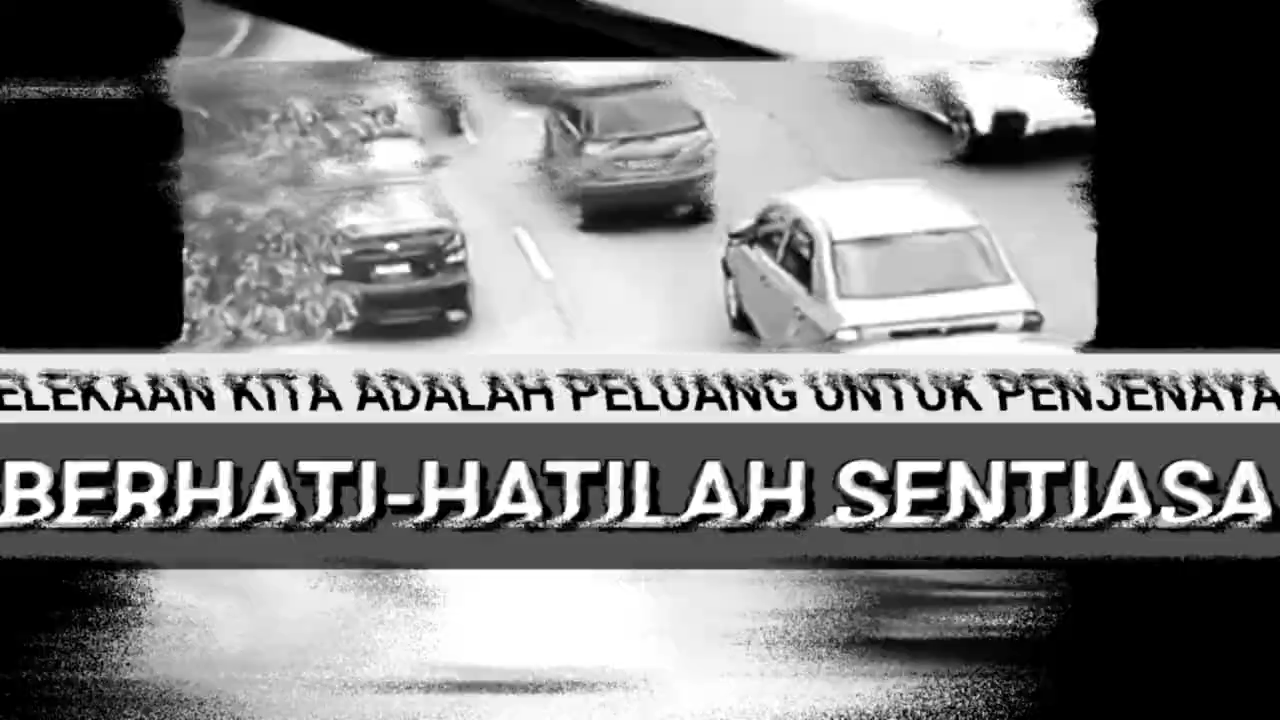 ELEKAAN KITA ADALAH PELUANG UNTUK PENJENAYA
BERHATI-HATILAH SENTIASA